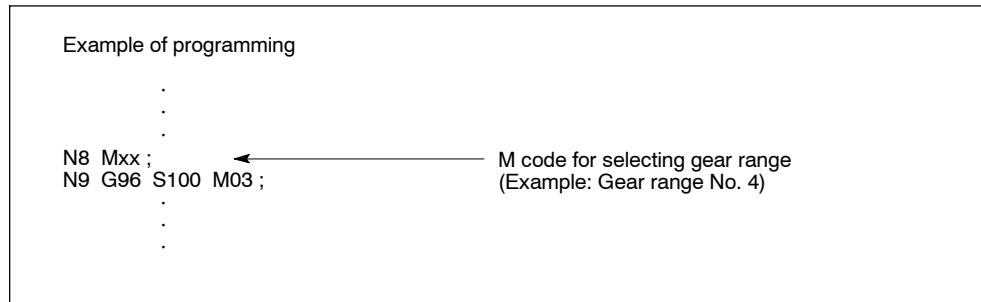 Example of programming
.
.
.
N8 Mxx ;
M code for selecting gear range
N9 G96 S100 M03 ;
(Example: Gear range No. 4)
.
.
.